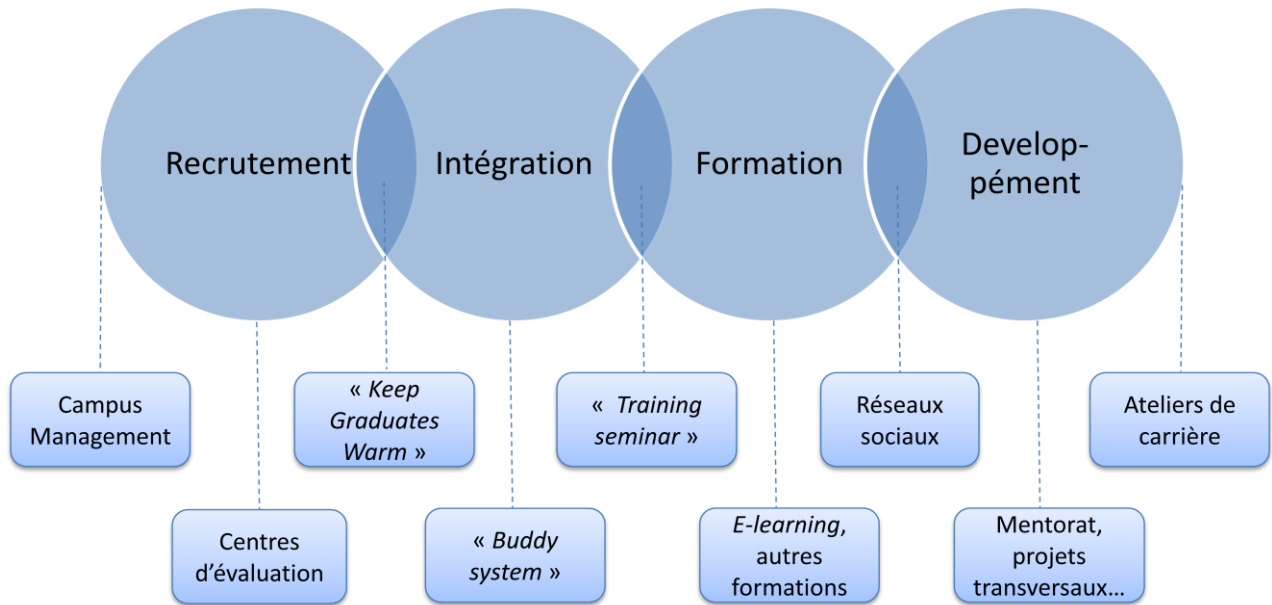 Recrutement
Intégration
Formation
Develop-
pément
Campus
Management
« Keep
Graduates
Warm »
« Training
seminar »
Réseaux
sociaux
Ateliers de
carrière
Centres
d’évaluation
« Buddy
system »
E-learning,
autres
formations
Mentorat,
projets
transversaux…